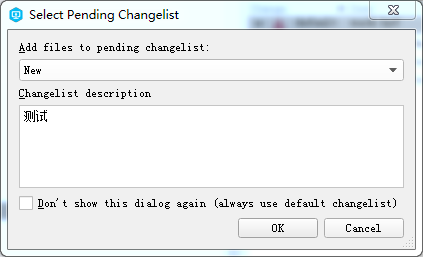 Select Pending Changelist
Add files to pending changelist:
New
Changelist description
测试
Don't show this dialog again (always use default changelist)
OK
Cancel